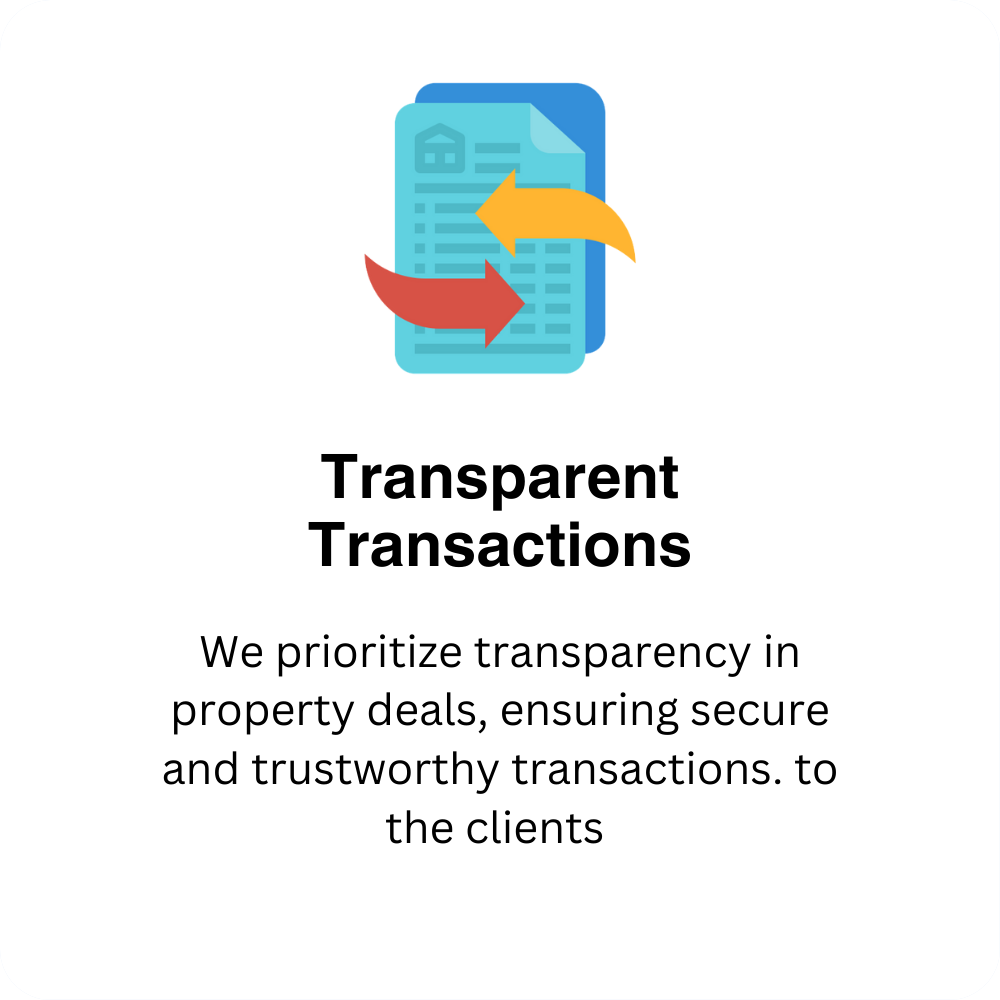 Transparent
Transactions
We prioritize transparency in
property deals, ensuring secure
and trustworthy transactions. to
the clients